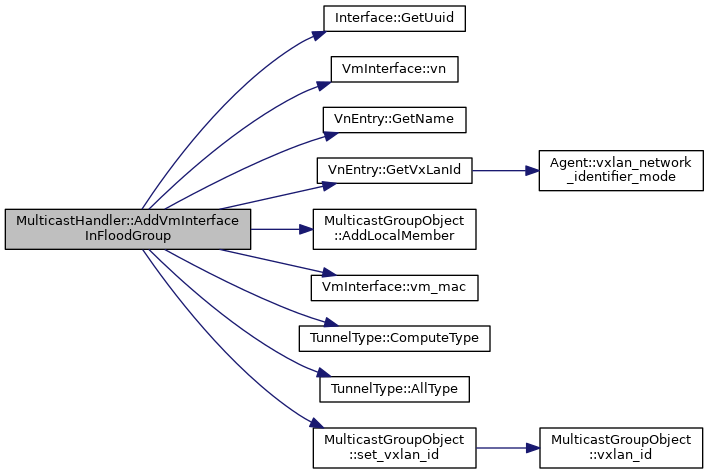 Interface::GetUuid
VmInterface::vn
VnEntry::GetName
VnEntry::GetVxLanId
Agent::vxlan_network
_identifier_mode
MulticastHandler::AddVmInterface
InFloodGroup
MulticastGroupObject
::AddLocalMember
VmInterface::vm_mac
TunnelType::ComputeType
TunnelType::AllType
MulticastGroupObject
::set_vxlan_id
MulticastGroupObject
::vxlan_id